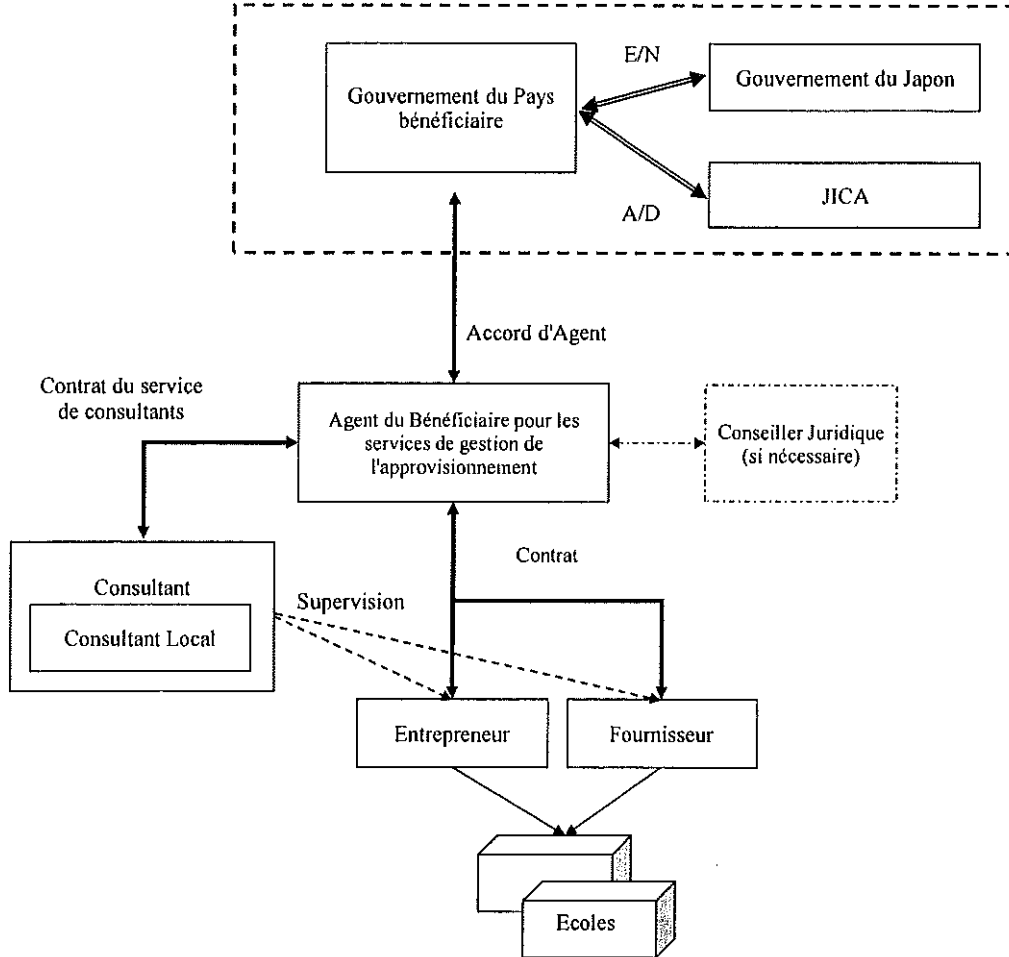 E/N
Gouvernement du Japon
Gouvernement du Pays
bénéficiaire
JICA
A/D
Accord d'Agent
Contrat du service
de consultants
Agent du Bénéficiaire pour les
services de gestion de
l'approvisionnement
Conseiller Juridique
(si nécessaire)
Contrat
Consultant
Supervision
Consultant Local
Entrepreneur
Fournisseur
Ecoles